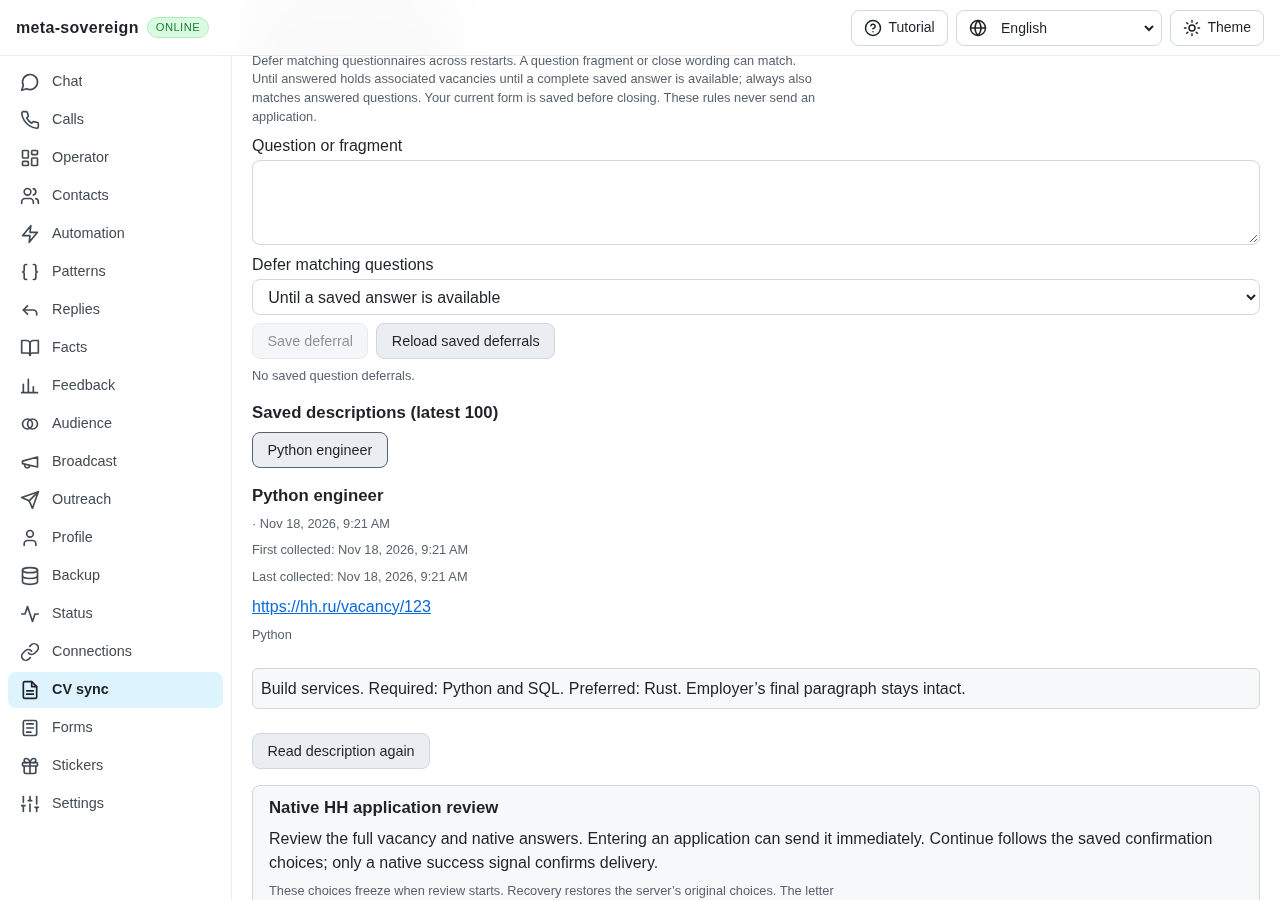 meta-sovereign ONLINE Tutorial English Theme
Chat
Calls
Operator
Contacts
Automation
Patterns
Replies
Facts
Feedback
Audience
Broadcast
Outreach
Profile
Backup
Status
Connections
CV sync
Forms
Stickers
Settings
Defer matching questionnaires across restarts. A question fragment or close wording can match.
Until answered holds associated vacancies until a complete saved answer is available; always also
matches answered questions. Your current form is saved before closing. These rules never send an
application.
Question or fragment
Defer matching questions
Until a saved answer is available
Save deferral Reload saved deferrals
No saved question deferrals.
Saved descriptions (latest 100)
Python engineer
Python engineer
· Nov 18, 2026, 9:21 AM
First collected: Nov 18, 2026, 9:21 AM
Last collected: Nov 18, 2026, 9:21 AM
https://hh.ru/vacancy/123
Python
Build services. Required: Python and SQL. Preferred: Rust. Employer’s final paragraph stays intact.
Read description again
Native HH application review
Review the full vacancy and native answers. Entering an application can send it immediately. Continue follows the saved confirmation
choices; only a native success signal confirms delivery.
These choices freeze when review starts. Recovery restores the server’s original choices. The letter